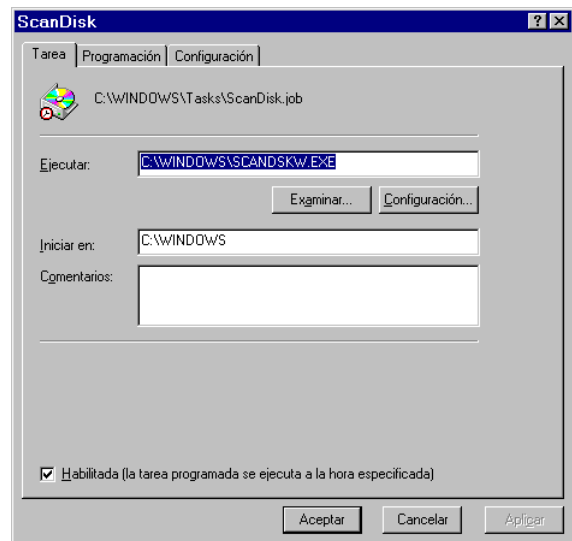 ScanDisk
Tarea Programación Configuración
C:\WINDOWS\Tasks\ScanDisk.job
Ejecutar: C:\WINDOWS\SCANDSKW.EXE
Examinar... Configuración...
Iniciar en: C:\WINDOWS
Comentarios:
Habilitada (la tarea programada se ejecuta a la hora especificada)
Aceptar Cancelar Aplicar